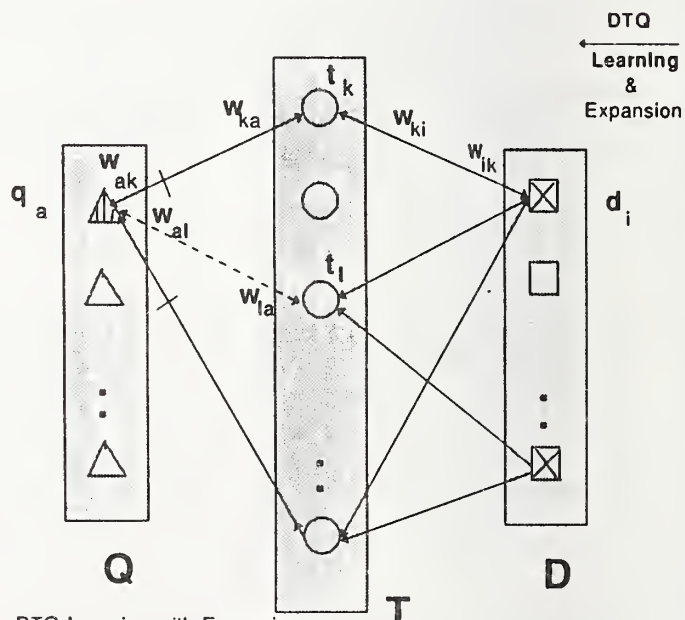 DTQ
Learning
&
Expansion
t k
w ka
w ki
w ik
w ak
q a
d i
w al
t l
w la
Q
D
T